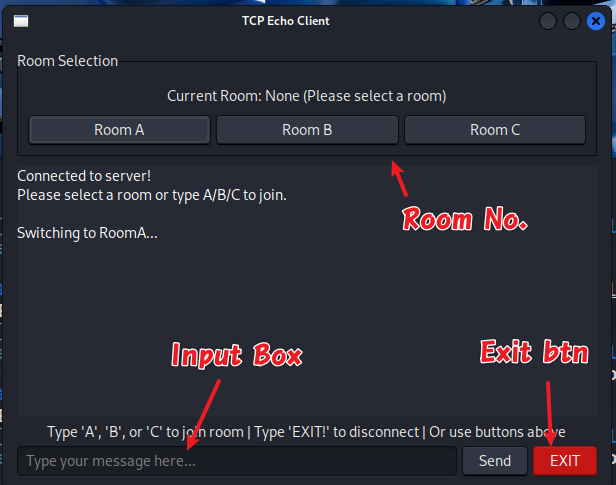 TCP Echo Client
Room Selection
Current Room: None (Please select a room)
Room A
Room B
Room C
Connected to server!
Please select a room or type A/B/C to join.
Room No.
Switching to RoomA...
Input Box
Exit btn
Type 'A', 'B', or 'C' to join room | Type 'EXIT!' to disconnect | Or use buttons above
Type your message here...
Send
EXIT